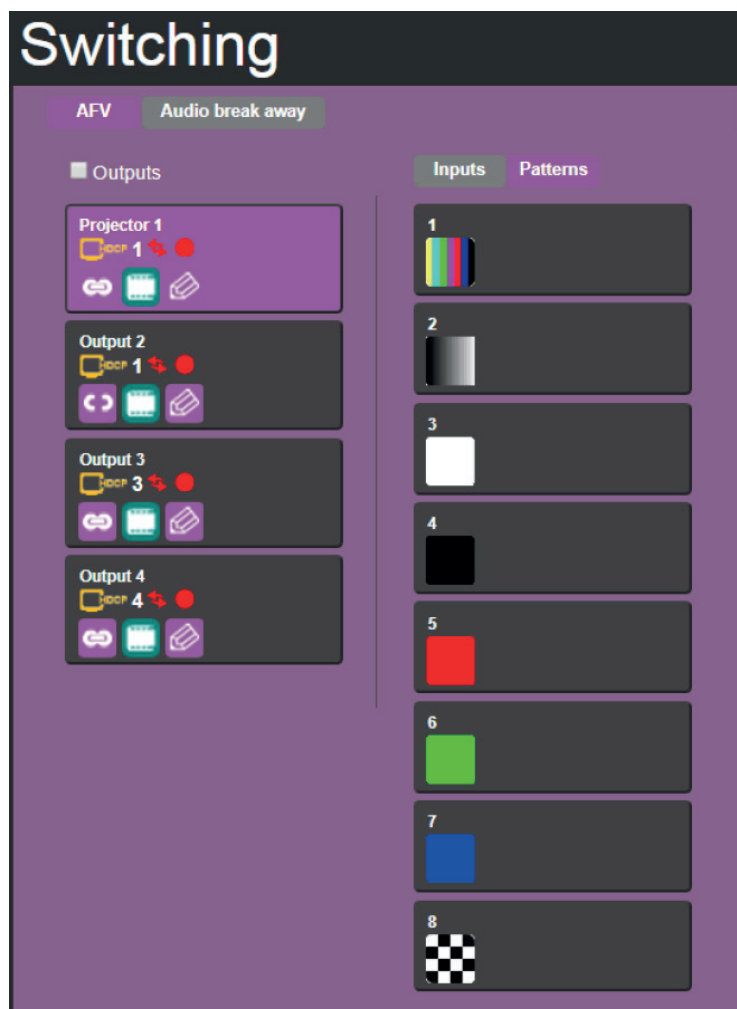 Switching
AFV
Audio break away
Outputs
Projector 1
HDCP 1
Output 2
HDCP 1
Output 3
HDCP 3
Output 4
HDCP 4
Inputs
Patterns
1
2
3
4
5
6
7
8